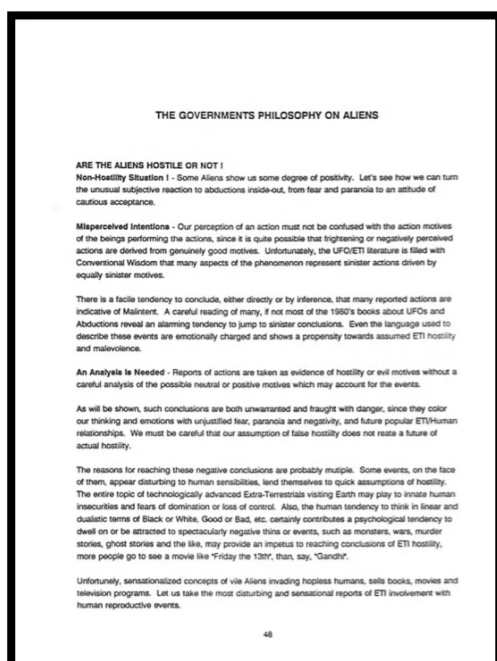 THE GOVERNMENTS PHILOSOPHY ON ALIENS
ARE THE ALIENS HOSTILE OR NOT !
Non-Hostility Situation ! - Some Aliens show us some degree of positivity. Let's see how we can turn
the unusual subjective reaction to abductions inside-out, from fear and paranoia to an attitude of
cautious acceptance.
Misperceived Intentions - Our perception of an action must not be confused with the action motives
of the beings performing the actions, since it is quite possible that frightening or negatively perceived
actions are derived from genuinely good motives. Unfortunately, the UFO/ETI literature is filled with
Conventional Wisdom that many aspects of the phenomenon represent sinister actions driven by
equally sinister motives.
There is a facile tendency to conclude, either directly or by inference, that many reported actions are
indicative of Malintent. A careful reading of many, if not most of the 1980's books about UFOs and
Abductions reveal an alarming tendency to jump to sinister conclusions. Even the language used to
describe these events are emotionally charged and shows a propensity towards assumed ETI hostility
and malevolence.
An Analysis is Needed - Reports of actions are taken as evidence of hostility or evil motives without a
careful analysis of the possible neutral or positive motives which may account for the events.
As will be shown, such conclusions are both unwarranted and fraught with danger, since they color
our thinking and emotions with unjustified fear, paranoia and negativity, and future popular ETI/Human
relationships. We must be careful that our assumption of false hostility does not reate a future of
actual hostility.
The reasons for reaching these negative conclusions are probably mutiple. Some events, on the face
of them, appear disturbing to human sensibilities, lend themselves to quick assumptions of hostility.
The entire topic of technologically advanced Extra-Terrestrials visiting Earth may play to innate human
insecurities and fears of domination or loss of control. Also, the human tendency to think in linear and
dualistic terms of Black or White, Good or Bad, etc. certainly contributes a psychological tendency to
dwell on or be attracted to spectacularly negative thins or events, such as monsters, wars, murder
stories, ghost stories and the like, may provide an impetus to reaching conclusions of ETI hostility,
more people go to see a movie like "Friday the 13th", than, say, "Gandhi".
Unfortunely, sensationalized concepts of vile Aliens invading hopless humans, sells books, movies and
television programs. Let us take the most disturbing and sensational reports of ETI involvement with
human reproductive events.
48